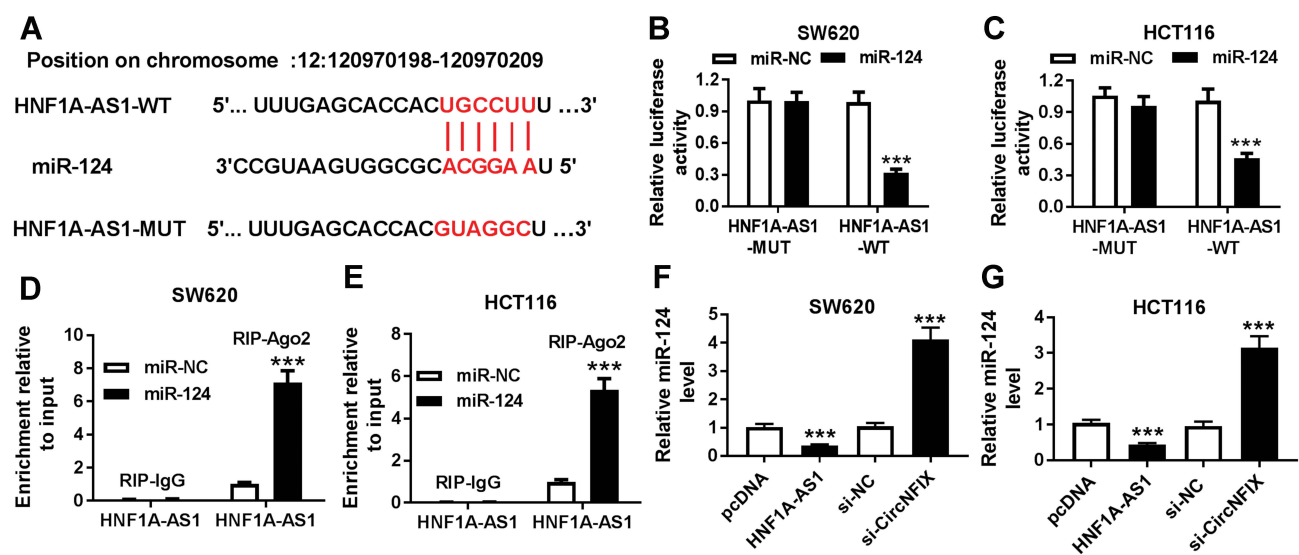 A
Position on chromosome :12:120970198-120970209
HNF1A-AS1-WT 5'... UUUGAGCACCACUGCCUUU ...3'
miR-124 3'CCGUAAGUGGCGCACGGA AU 5'
HNF1A-AS1-MUT 5'... UUUGAGCACCACGUAGGCU ...3'
B
SW620
miR-NC miR-124
Relative luciferase
activity
1.2
0.9
0.6
0.3
0.0
***
HNF1A-AS1
-MUT
HNF1A-AS1
-WT
C
HCT116
miR-NC miR-124
Relative luciferase
activity
1.2
0.9
0.6
0.3
0.0
***
HNF1A-AS1
-MUT
HNF1A-AS1
-WT
D
SW620
Enrichment relative
to input
10
8
6
4
2
0
RIP-Ago2
***
miR-NC
miR-124
RIP-IgG
HNF1A-AS1 HNF1A-AS1
E
HCT116
Enrichment relative
to input
8
6
4
2
0
RIP-Ago2
***
miR-NC
miR-124
RIP-IgG
HNF1A-AS1 HNF1A-AS1
F
SW620
Relative miR-124
level
5
4
3
2
1
0
***
***
pcDNA
HNF1A-AS1
si-NC
si-CircNFIX
G
HCT116
Relative miR-124
level
4
3
2
1
0
***
***
pcDNA
HNF1A-AS1
si-NC
si-CircNFIX